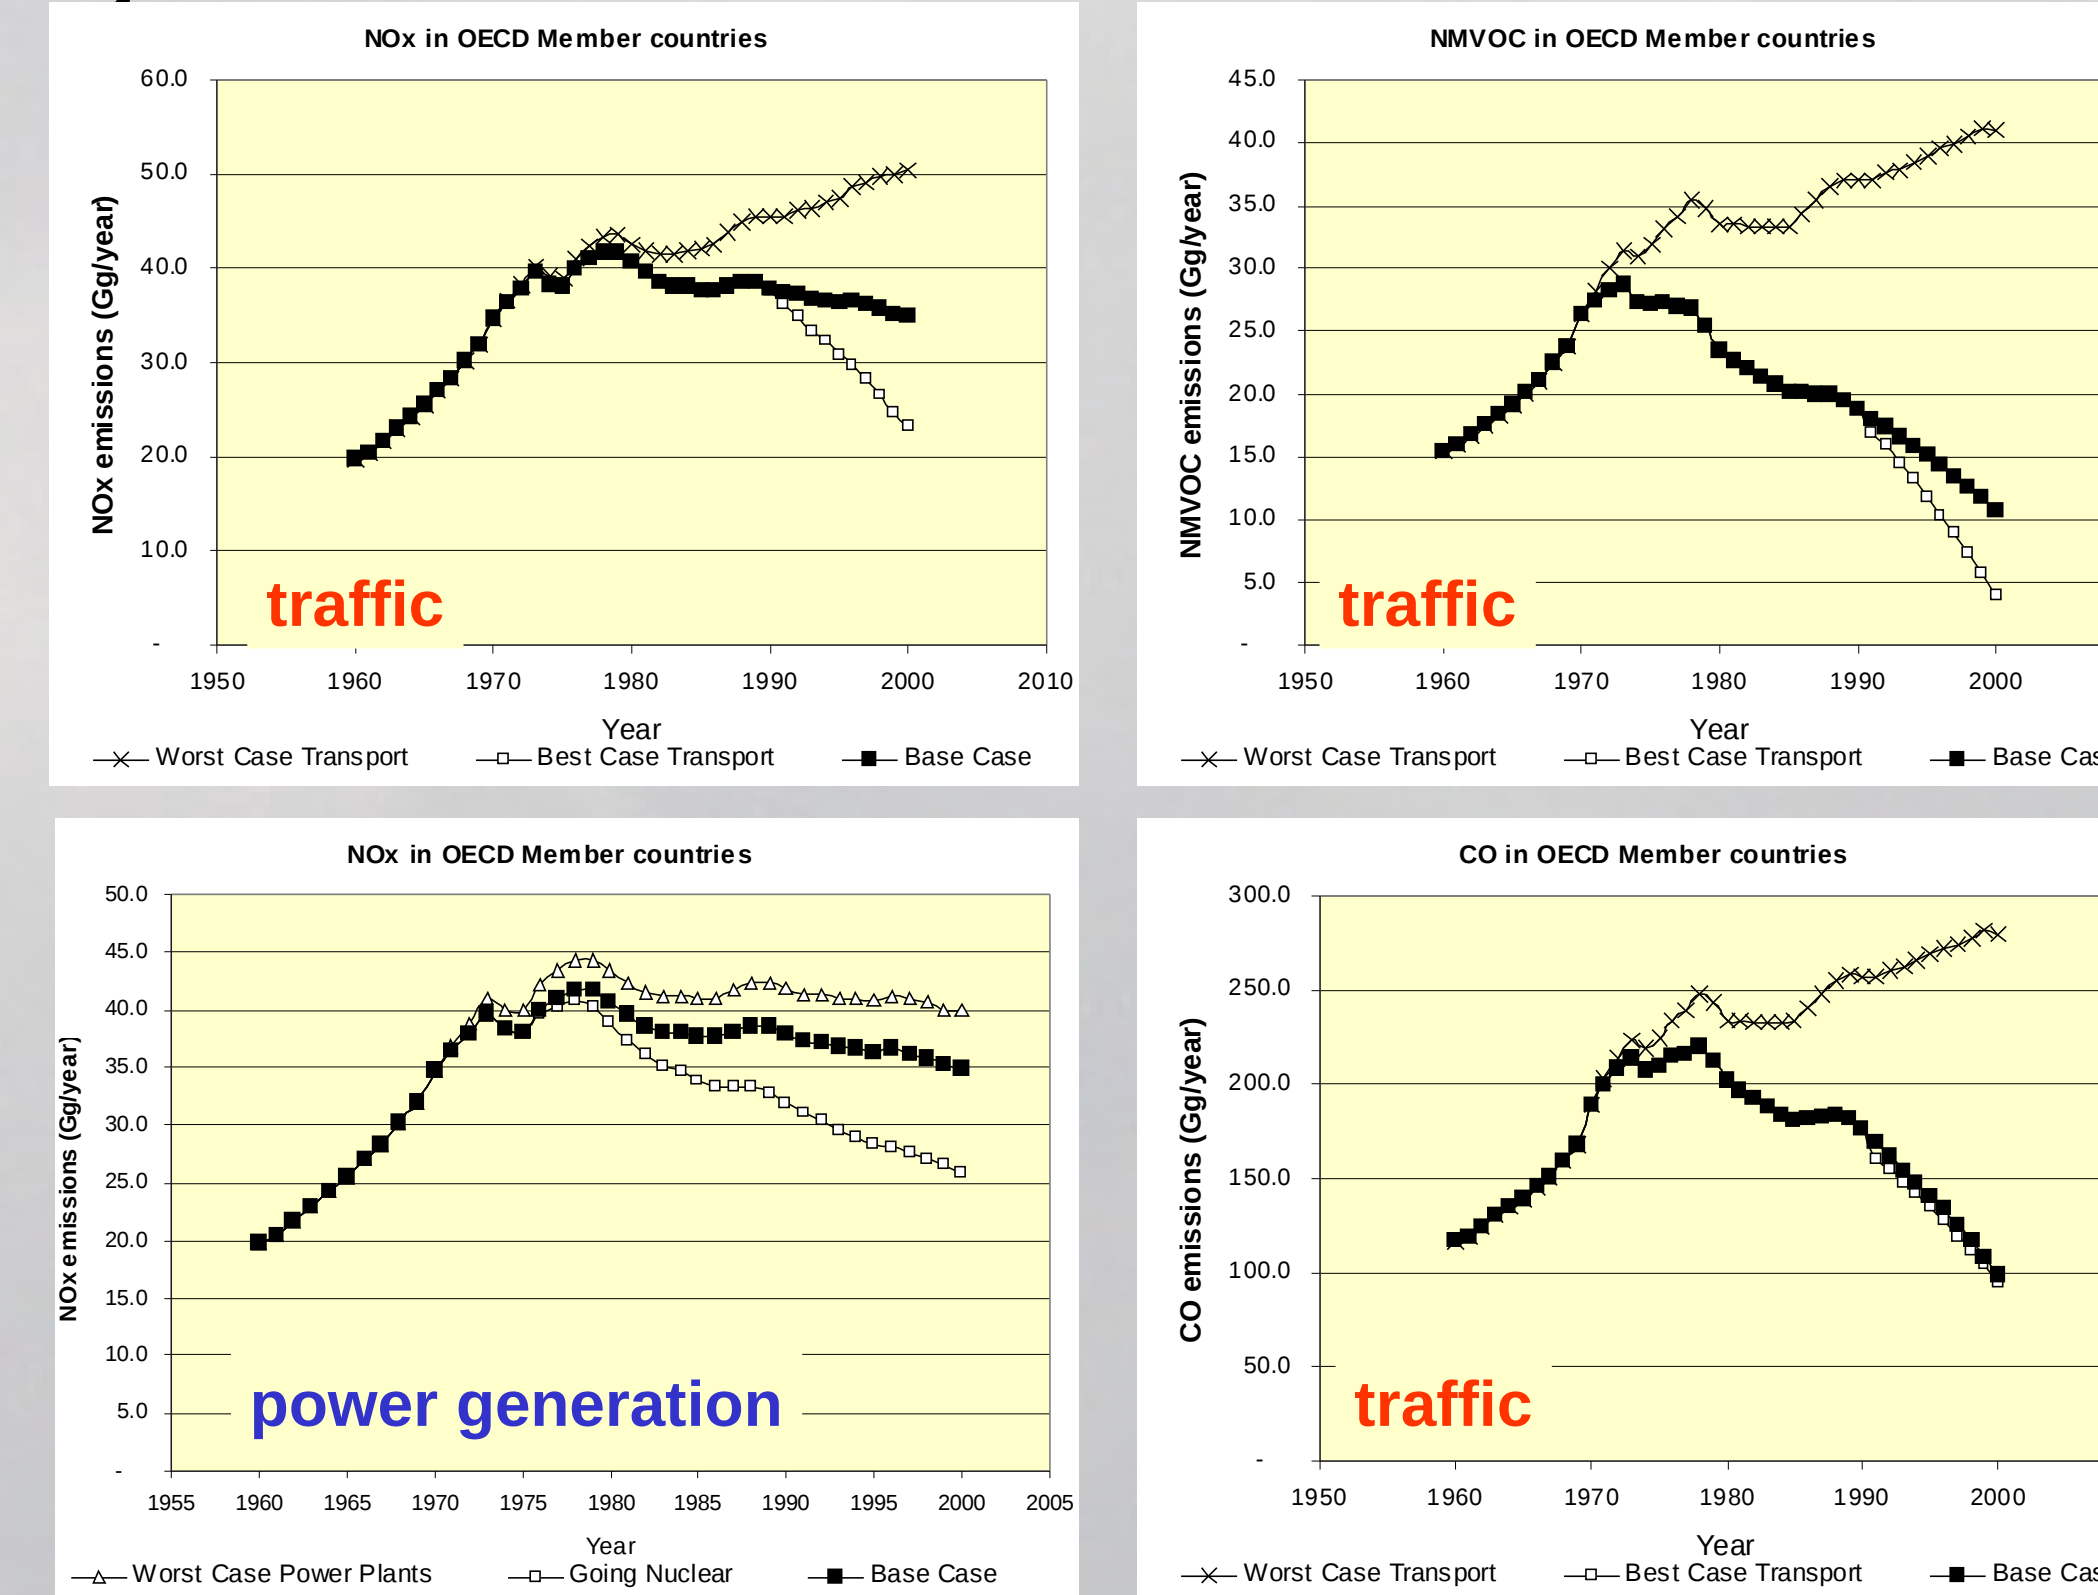 NOx in OECD Member countries
60.0
50.0
40.0
30.0
20.0
10.0
-
NOx emissions (Gg/year)
traffic
1950 1960 1970 1980 1990 2000 2010
Year
Worst Case Transport Best Case Transport Base Case
NMVOC in OECD Member countries
45.0
40.0
35.0
30.0
25.0
20.0
15.0
10.0
5.0
-
NMVOC emissions (Gg/year)
traffic
1950 1960 1970 1980 1990 2000
Year
Worst Case Transport Best Case Transport Base Cas
NOx in OECD Member countries
50.0
45.0
40.0
35.0
30.0
25.0
20.0
15.0
10.0
5.0
-
NOx emissions (Gg/year)
power generation
1955 1960 1965 1970 1975 1980 1985 1990 1995 2000 2005
Year
Worst Case Power Plants Going Nuclear Base Case
CO in OECD Member countries
300.0
250.0
200.0
150.0
100.0
50.0
-
CO emissions (Gg/year)
traffic
1950 1960 1970 1980 1990 2000
Year
Worst Case Transport Best Case Transport Base Cas